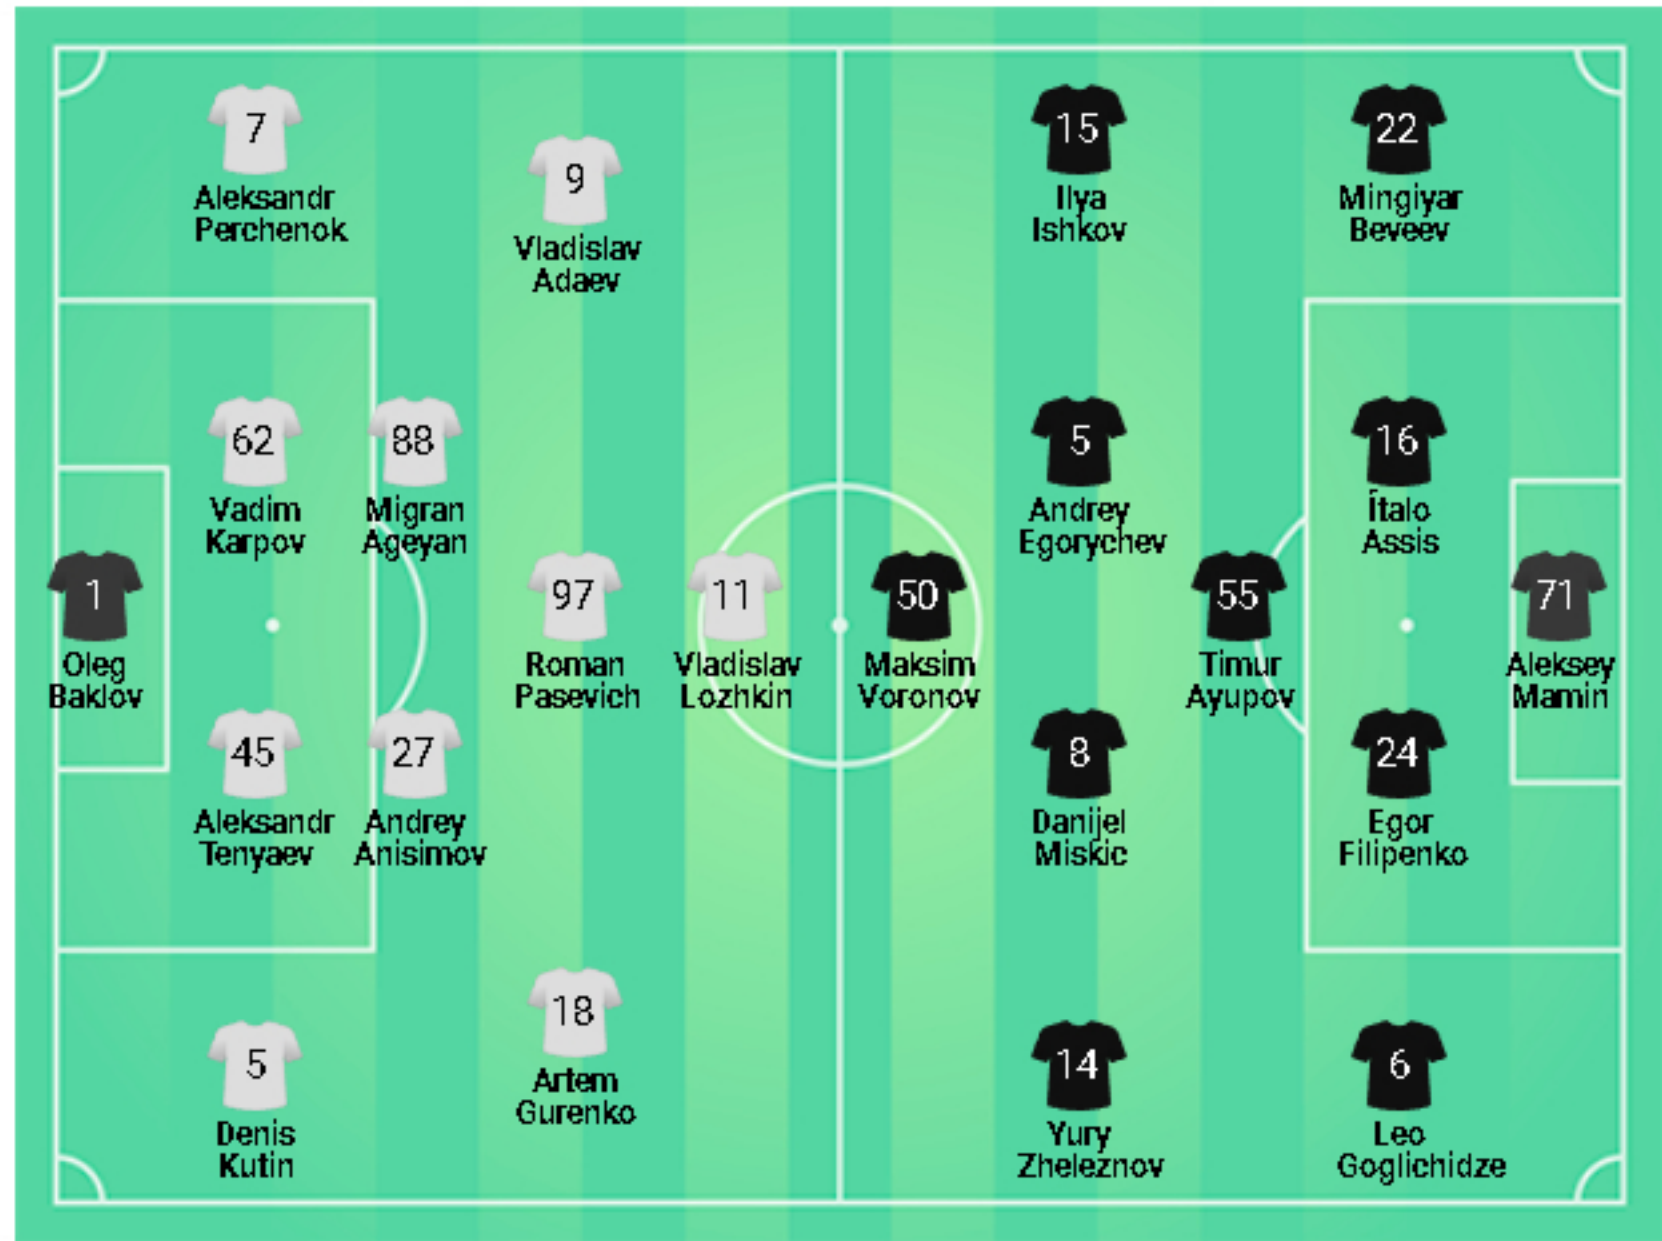 7
Aleksandr
Perchenok
9
Vladislav
Adaev
15
Ilya
Ishkov
22
Mingiyar
Beveev
62
Vadim
Karpov
88
Migran
Ageyan
5
Andrey
Egorychev
16
Ítalo
Assis
1
Oleg
Baklov
97
Roman
Pasevich
11
Vladislav
Lozhkin
50
Maksim
Voronov
55
Timur
Ayupov
71
Aleksey
Mamin
45
Aleksandr
Tenyaev
27
Andrey
Anisimov
8
Danijel
Miskic
24
Egor
Filipenko
5
Denis
Kutin
18
Artem
Gurenko
14
Yury
Zheleznov
6
Leo
Goglichidze